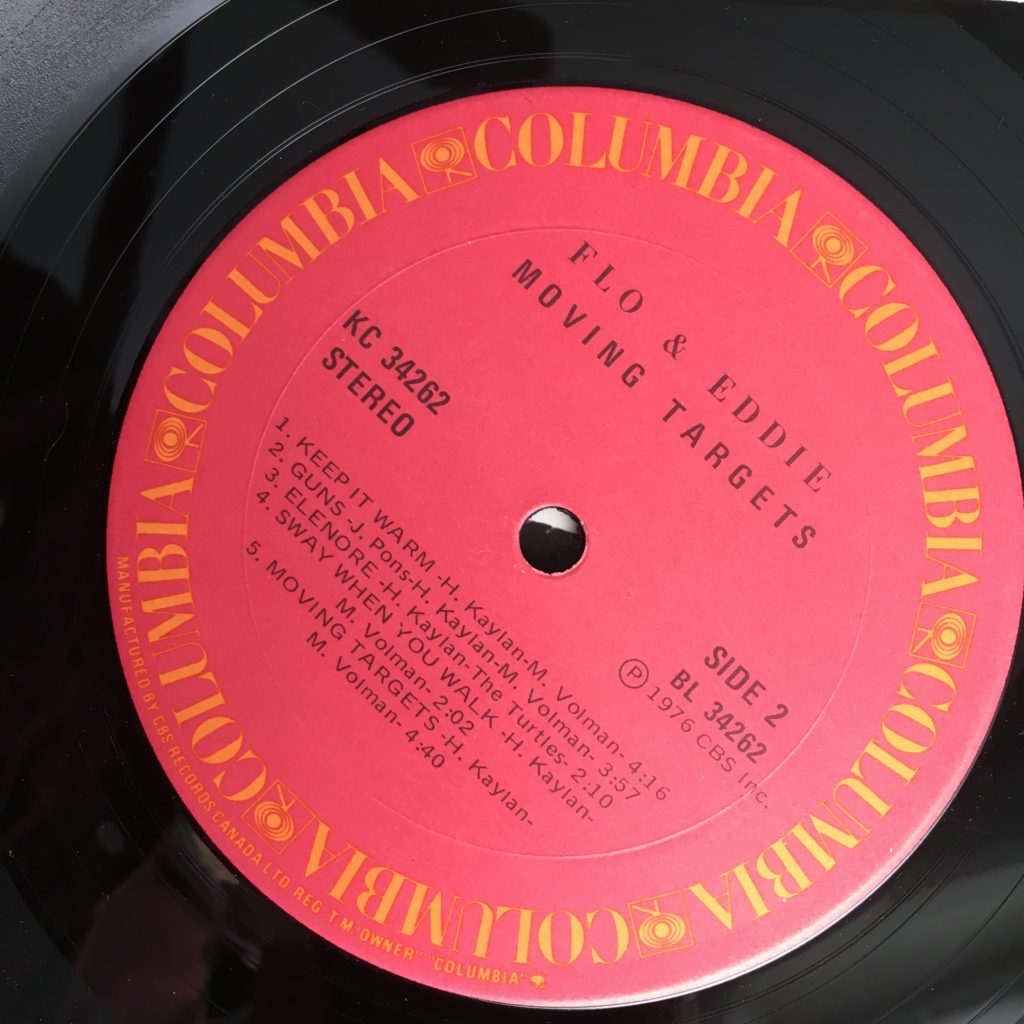 FLO & EDDIE
MOVING TARGETS
KC 34262
STEREO
SIDE 2
BL 34262
℗ 1976 CBS Inc.
1. KEEP IT WARM -H. Kaylan-M. Volman- 4:16
2. GUNS -J. Pons-H. Kaylan-M. Volman- 3:57
3. ELENORE -H. Kaylan-The Turtles- 2:10
4. SWAY WHEN YOU WALK -H. Kaylan-
M. Volman- 2:02
5. MOVING TARGETS -H. Kaylan-
M. Volman- 4:40
COLUMBIA COLUMBIA COLUMBIA COLUMBIA COLUMBIA COLUMBIA
MANUFACTURED BY CBS RECORDS CANADA LTD. REG. T.M. OWNER" "COLUMBIA"